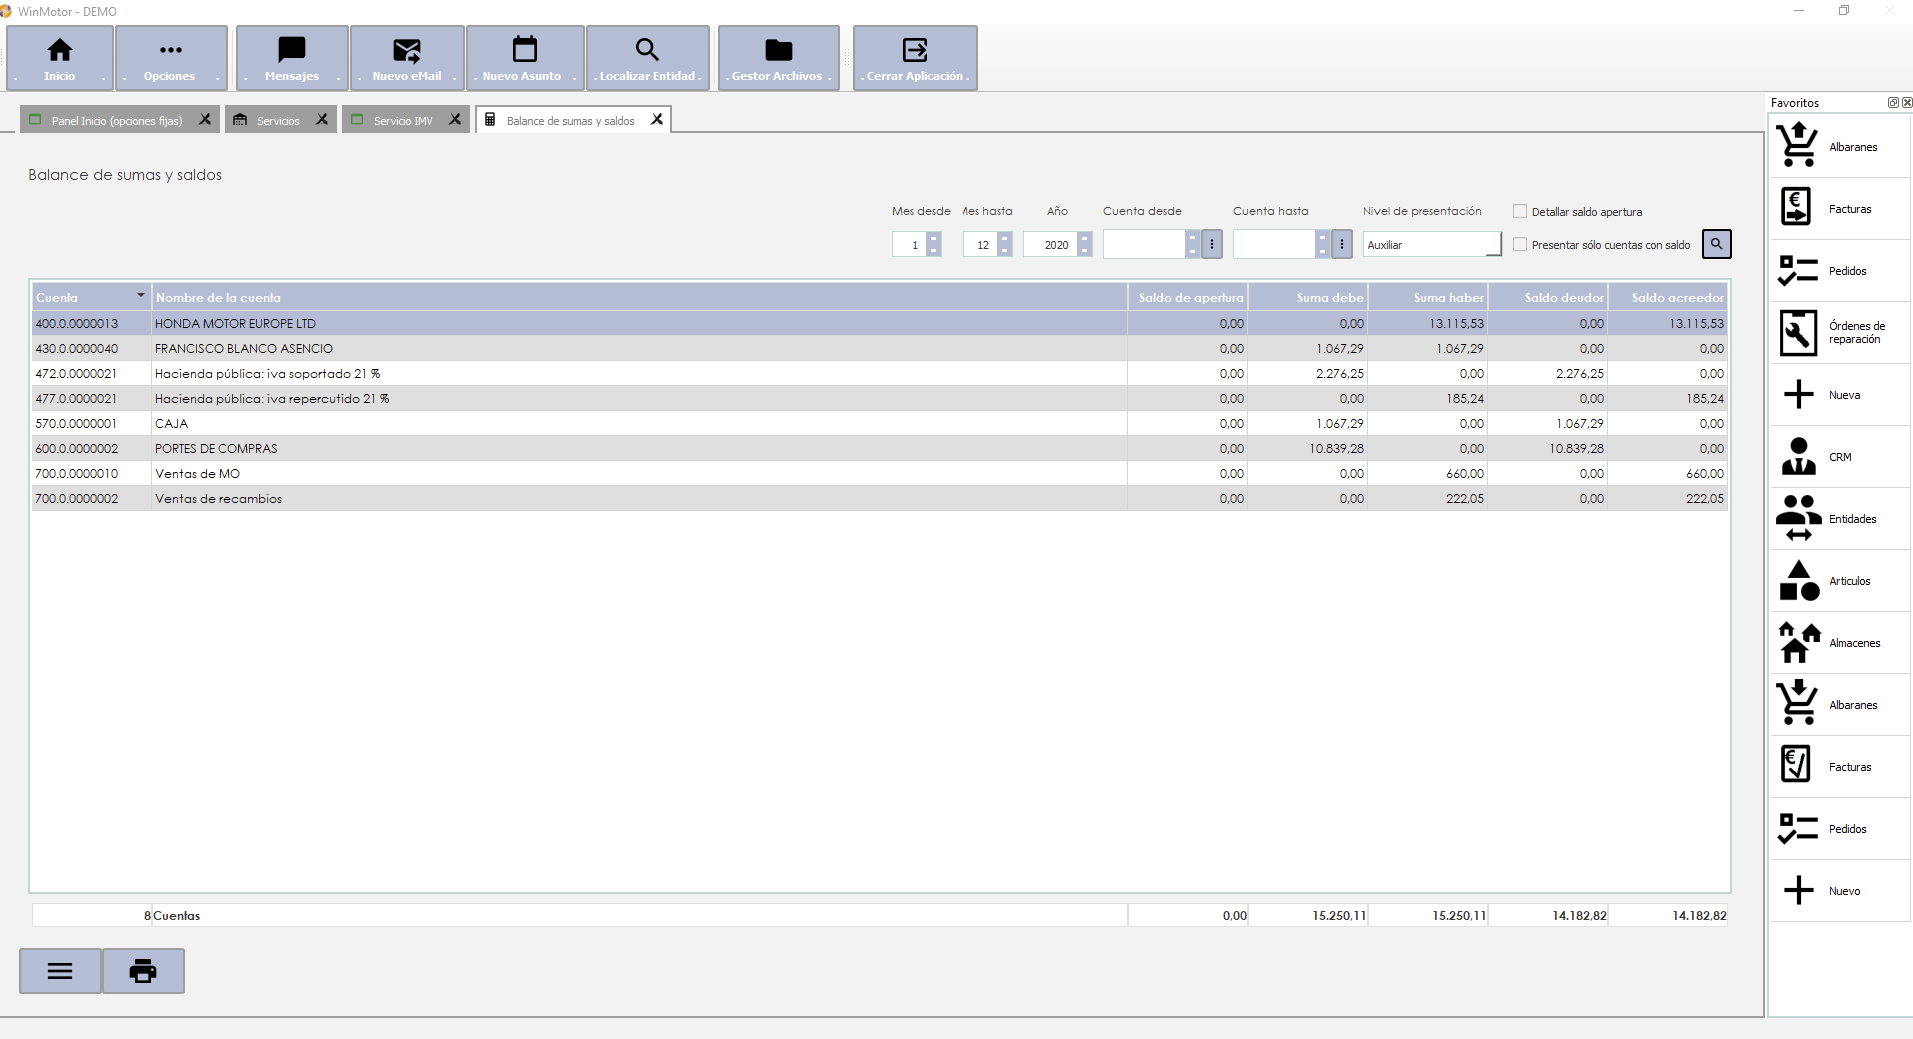 WinMotor - DEMO
. Inicio .
. Opciones .
. Mensajes .
. Nuevo eMail .
. Nuevo Asunto .
. Localizar Entidad .
. Gestor Archivos .
. Cerrar Aplicación .
Panel Inicio (opciones fijas)
Servicios
Servicio IMV
Balance de sumas y saldos
Balance de sumas y saldos
Mes desde Mes hasta Año Cuenta desde Cuenta hasta Nivel de presentación Detallar saldo apertura
1 12 2020 Auxiliar Presentar sólo cuentas con saldo
Cuenta Nombre de la cuenta Saldo de apertura Suma debe Suma haber Saldo deudor Saldo acreedor
400.0.0000013 HONDA MOTOR EUROPE LTD 0,00 0,00 13.115,53 0,00 13.115,53
430.0.0000040 FRANCISCO BLANCO ASENCIO 0,00 1.067,29 1.067,29 0,00 0,00
472.0.0000021 Hacienda pública: iva soportado 21 % 0,00 2.276,25 0,00 2.276,25 0,00
477.0.0000021 Hacienda pública: iva repercutido 21 % 0,00 0,00 185,24 0,00 185,24
570.0.0000001 CAJA 0,00 1.067,29 0,00 1.067,29 0,00
600.0.0000002 PORTES DE COMPRAS 0,00 10.839,28 0,00 10.839,28 0,00
700.0.0000010 Ventas de MO 0,00 0,00 660,00 0,00 660,00
700.0.0000002 Ventas de recambios 0,00 0,00 222,05 0,00 222,05
8 Cuentas 0,00 15.250,11 15.250,11 14.182,82 14.182,82
Favoritos
Albaranes
Facturas
Pedidos
Órdenes de
reparación
Nueva
CRM
Entidades
Articulos
Almacenes
Albaranes
Facturas
Pedidos
Nuevo